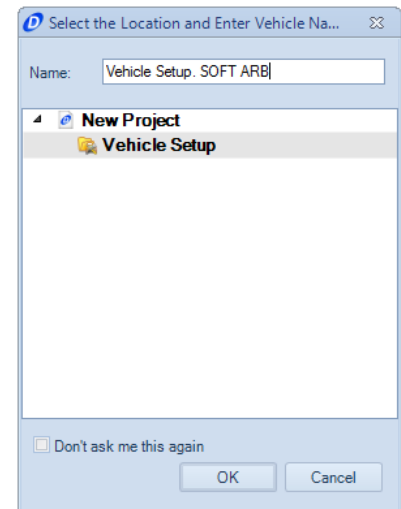 Select the Location and Enter Vehicle Na...
Name: Vehicle Setup. SOFT ARB
New Project
Vehicle Setup
Don't ask me this again
OK Cancel